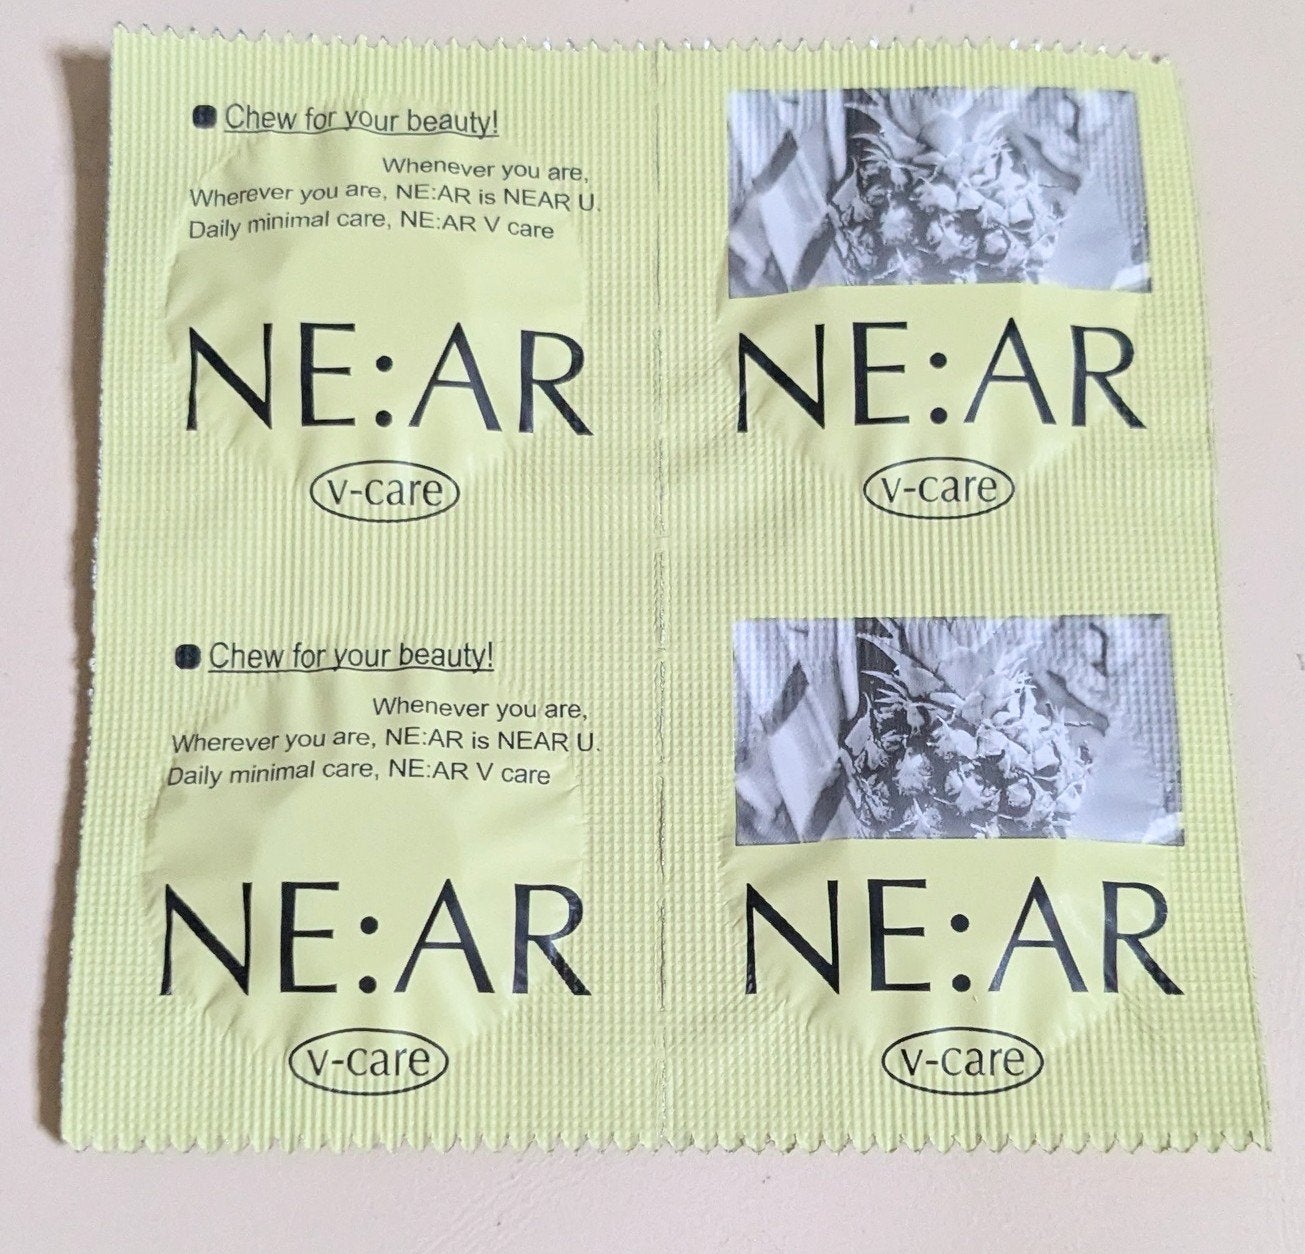 Chew for your beauty!
Whenever you are,
Wherever you are, NE:AR is NEAR U.
Daily minimal care, NE:AR V care
NE:AR
v-care
NE:AR
v-care
Chew for your beauty!
Whenever you are,
Wherever you are, NE:AR is NEAR U.
Daily minimal care, NE:AR V care
NE:AR
v-care
NE:AR
v-care